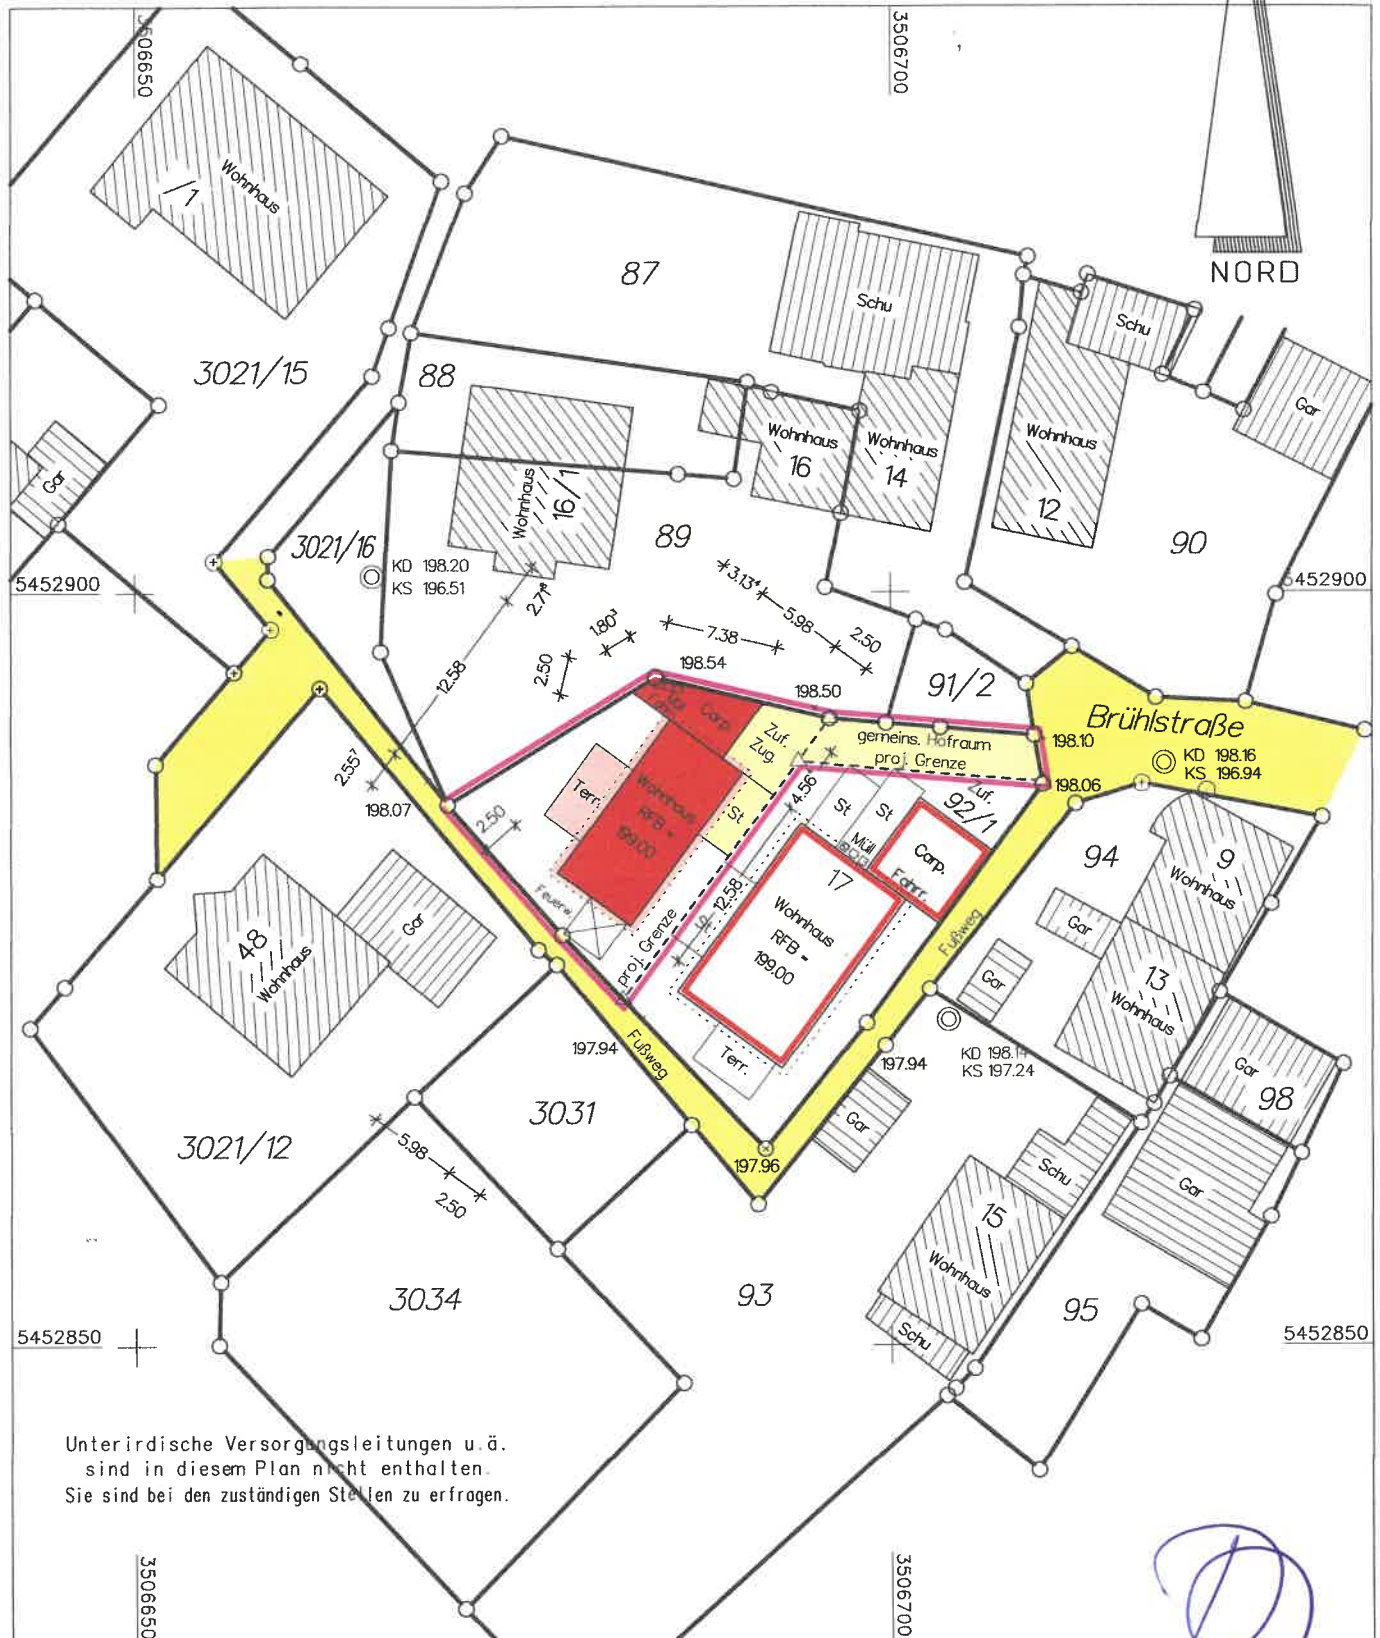 3506650
3506700
NORD
/1
Wohnhaus
87
Schu
Schu
Gar
3021/15
88
Wohnhaus
16
Wohnhaus
14
Wohnhaus
12
Gar
Wohnhaus
16/1
3021/16
89
90
KD 198.20
KS 196.51
5452900
5452900
3.13⁴
5.98
2.50
2.71⁸
1.80³
7.38
2.50
12.58
198.54
198.50
91/2
Brühlstraße
gemeins. Hofraum
proj. Grenze
198.10
KD 198.16
KS 196.94
Müll
Carp.
Zuf.
Zug.
2.55⁷
198.07
Terr.
Wohnhaus
RFB =
199.00
St
4.56
St
St
Zuf.
92/1
198.06
2.50
Müll
Carp.
Fahrr.
94
9
Wohnhaus
17
Wohnhaus
RFB =
199.00
12.58
St
Feuerw.
proj. Grenze
Fußweg
Gar
48
Wohnhaus
Gar
Gar
13
Wohnhaus
197.94
Fußweg
Terr.
197.94
KD 198.14
KS 197.24
Gar
98
3021/12
3031
Gar
5.98
2.50
197.96
Schu
Gar
15
Wohnhaus
3034
93
95
Schu
5452850
5452850
Unterirdische Versorgungsleitungen u.ä.
sind in diesem Plan nicht enthalten.
Sie sind bei den zuständigen Stellen zu erfragen.
3506650
3506700